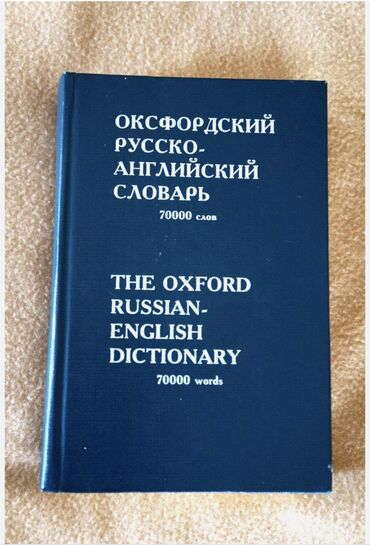 ОКСФОРДСКИЙ
РУССКО-
АНГЛИЙСКИЙ
СЛОВАРЬ
70000 слов
THE OXFORD
RUSSIAN-
ENGLISH
DICTIONARY
70000 words